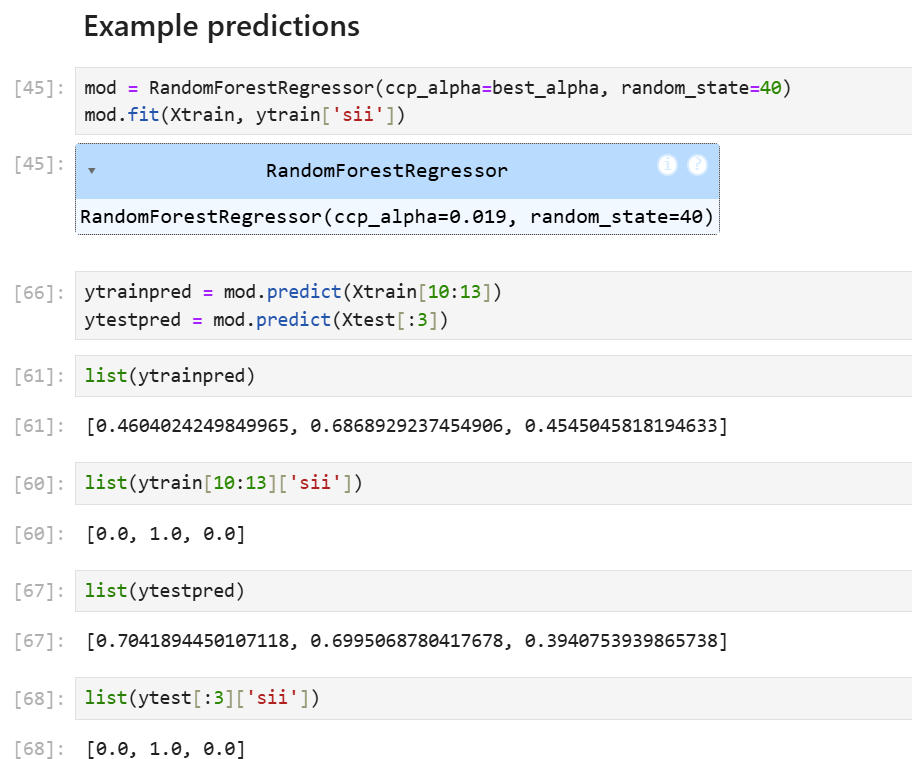 Example predictions
[45]: mod = RandomForestRegressor(ccp_alpha=best_alpha, random_state=40)
mod.fit(Xtrain, ytrain['sii'])
[45]: ▾ RandomForestRegressor i ?
RandomForestRegressor(ccp_alpha=0.019, random_state=40)
[66]: ytrainpred = mod.predict(Xtrain[10:13])
ytestpred = mod.predict(Xtest[:3])
[61]: list(ytrainpred)
[61]: [0.4604024249849965, 0.6868929237454906, 0.4545045818194633]
[60]: list(ytrain[10:13]['sii'])
[60]: [0.0, 1.0, 0.0]
[67]: list(ytestpred)
[67]: [0.7041894450107118, 0.6995068780417678, 0.3940753939865738]
[68]: list(ytest[:3]['sii'])
[68]: [0.0, 1.0, 0.0]